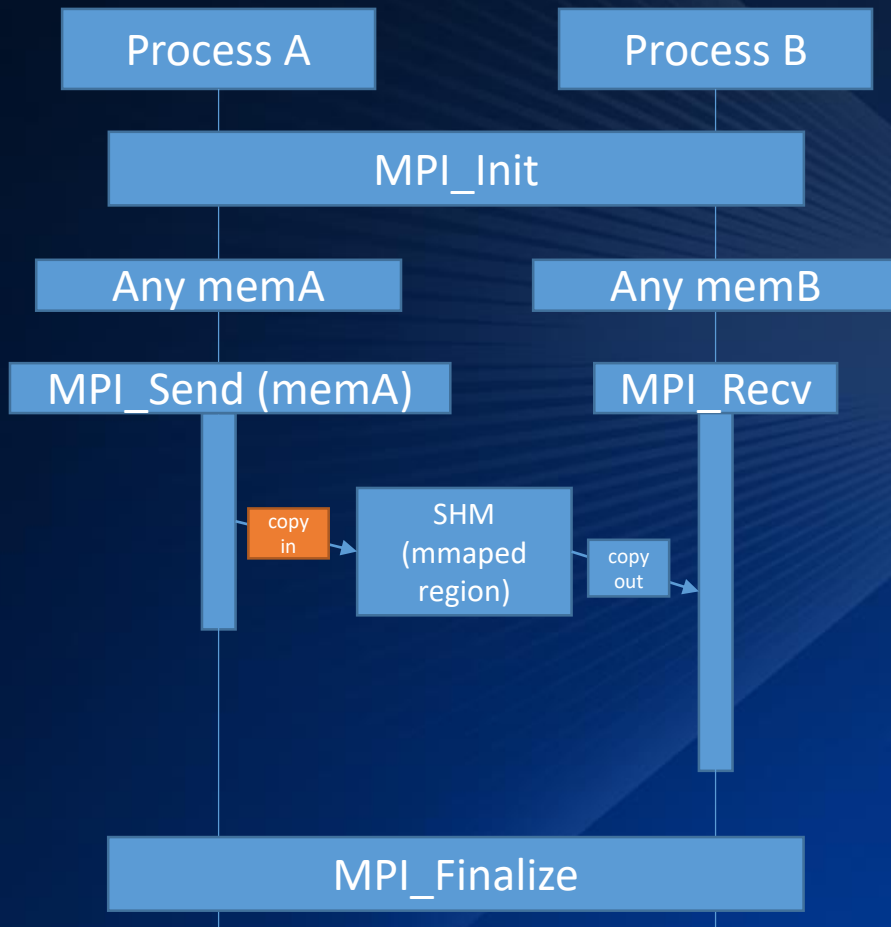 Process A
Process B
MPI_Init
Any memA
Any memB
MPI_Send (memA)
MPI_Recv
copy
in
SHM
(mmaped
region)
copy
out
MPI_Finalize